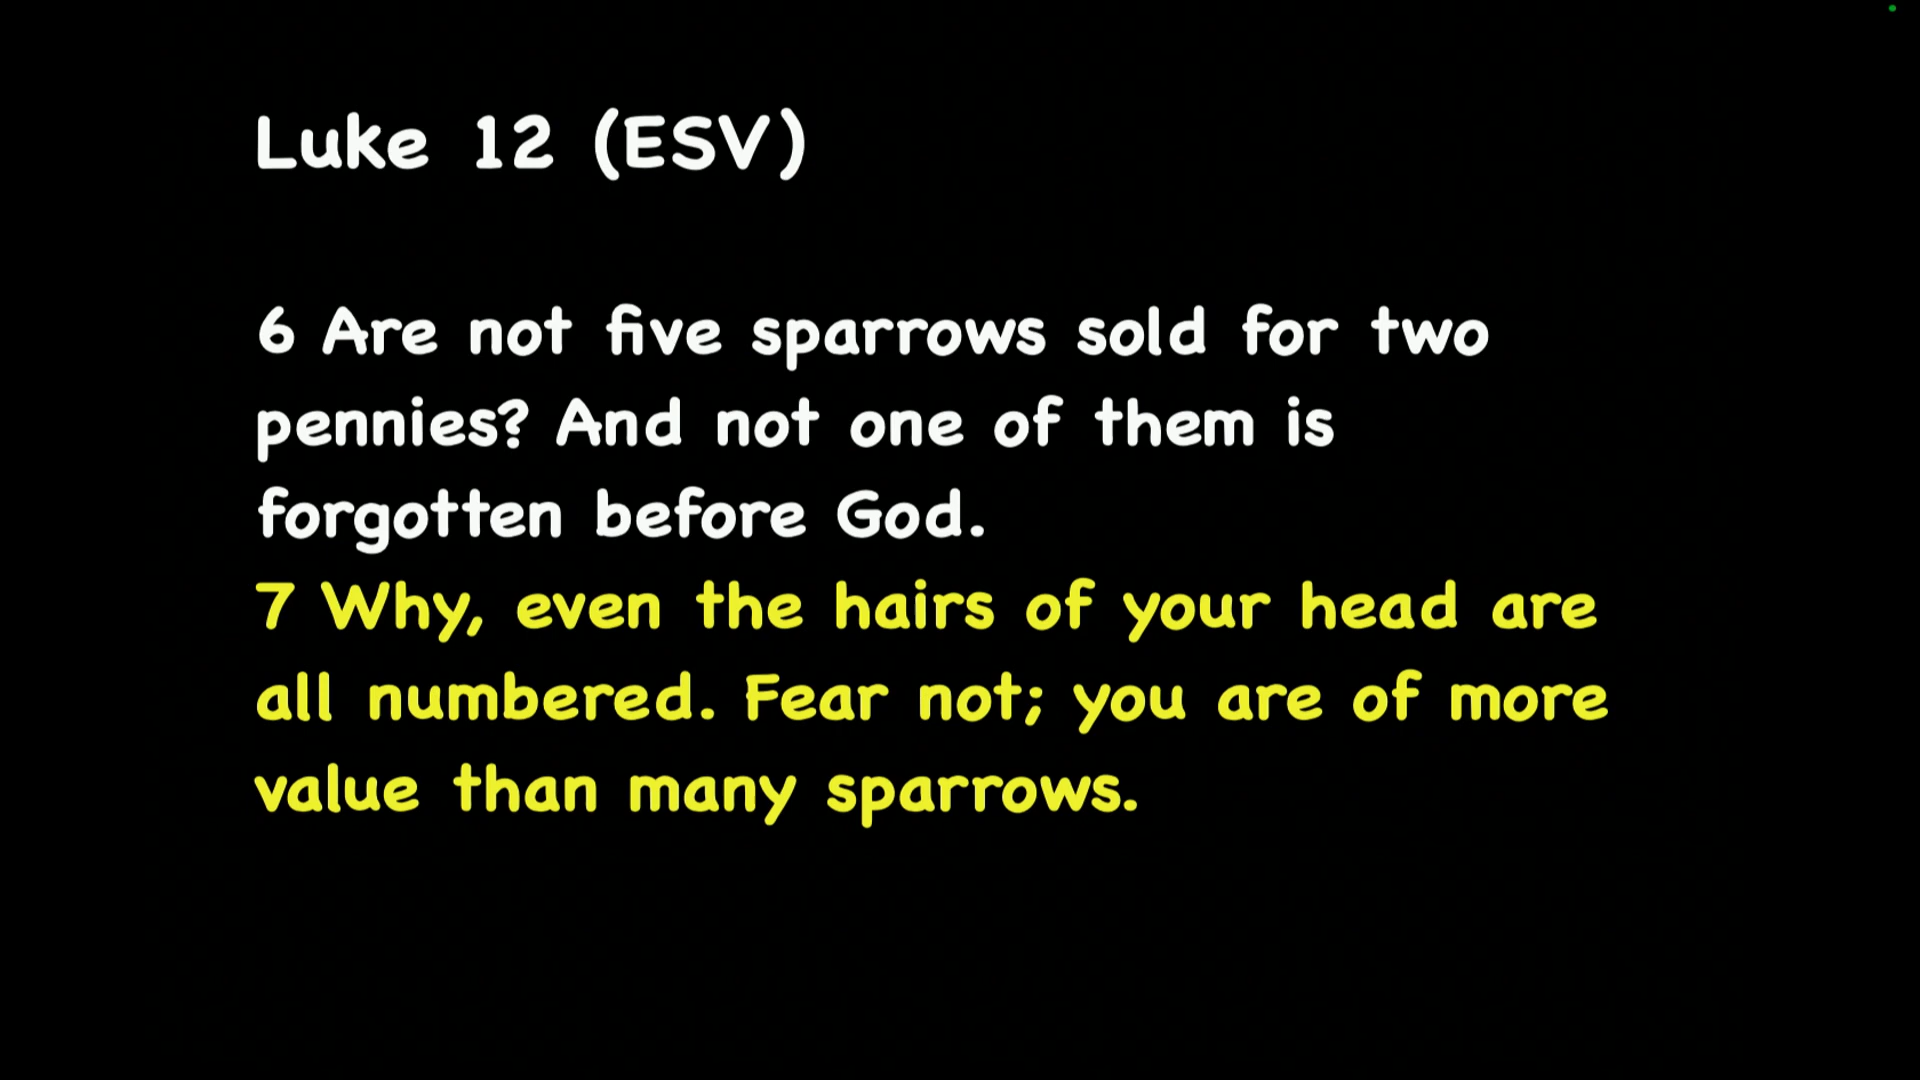 Luke 12 (ESV)
6 Are not five sparrows sold for two
pennies? And not one of them is
forgotten before God.
7 Why, even the hairs of your head are
all numbered. Fear not; you are of more
value than many sparrows.